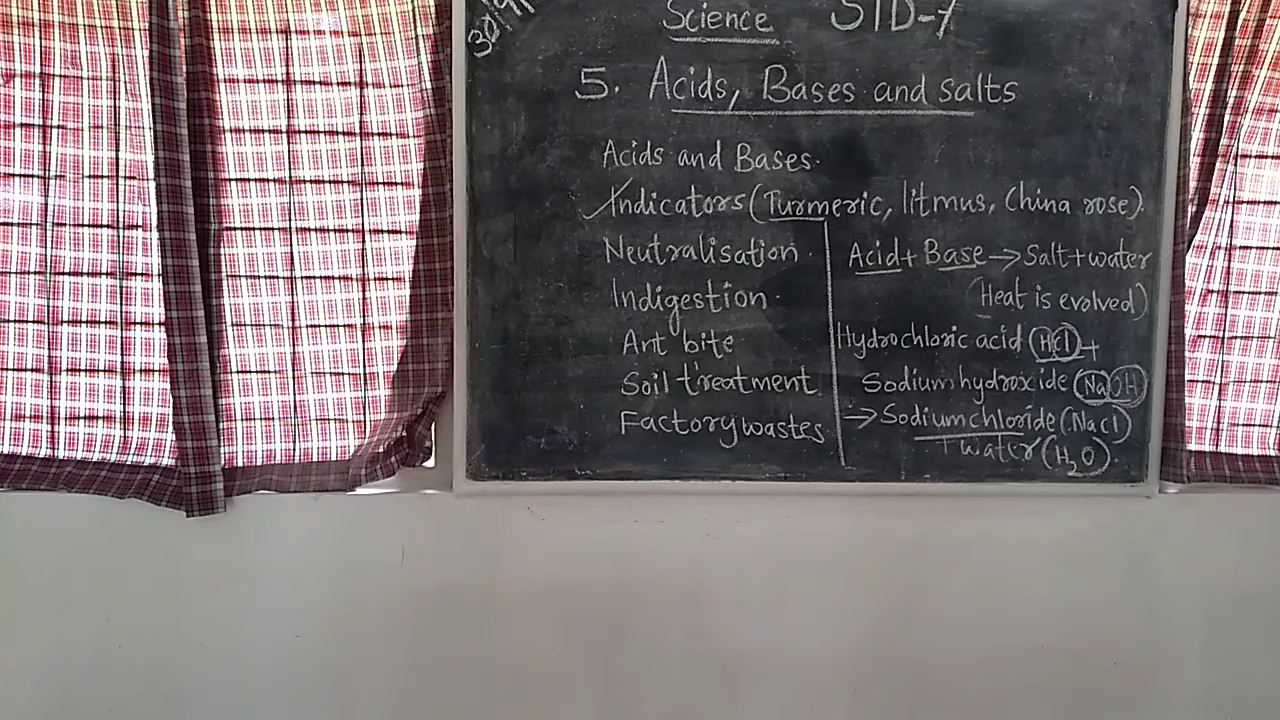 Science STD-7
5. Acids, Bases and salts
Acids and Bases.
Indicators (Turmeric, litmus, China rose).
Neutralisation.
Indigestion.
Ant bite
Soil treatment
Factory wastes
Acid + Base → Salt + water
(Heat is evolved)
Hydrochloric acid (HCl) +
Sodium hydroxide (NaOH)
→ Sodium chloride (NaCl)
+ water (H₂O)